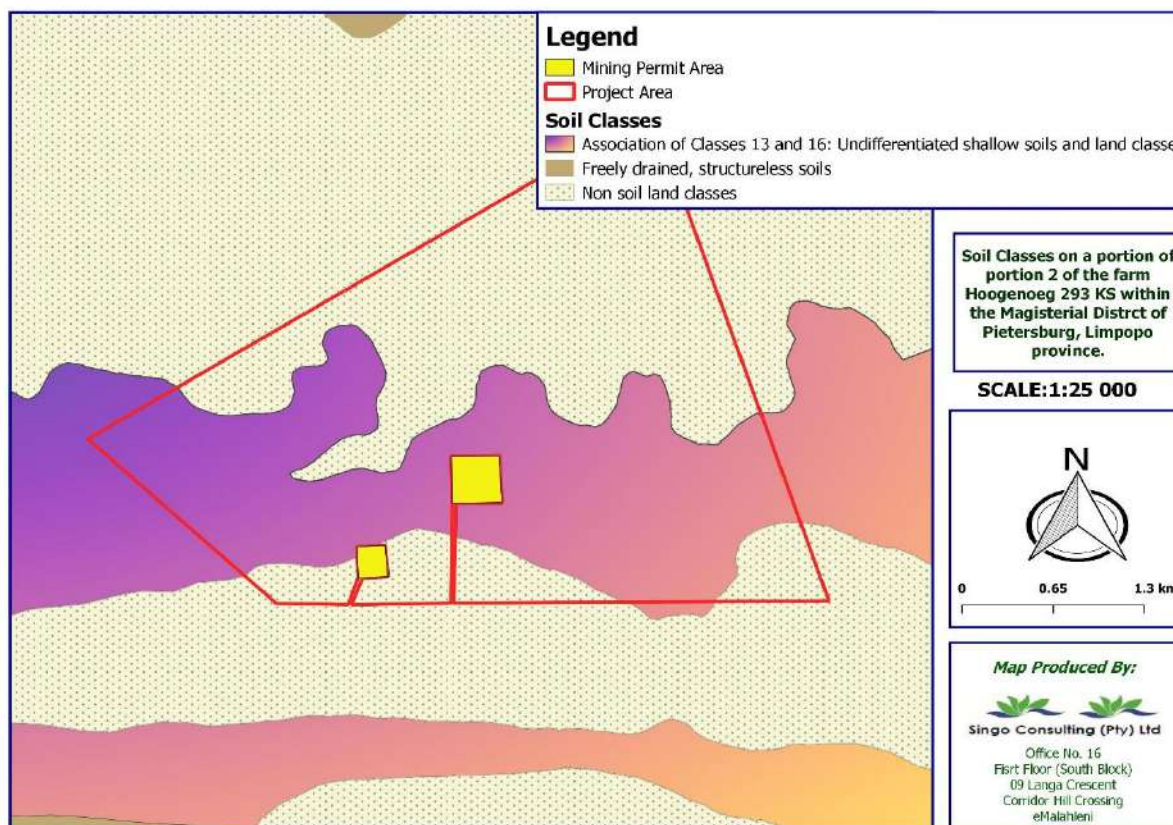 Legend
Mining Permit Area
Project Area
Soil Classes
Association of Classes 13 and 16: Undifferentiated shallow soils and land classe
Freely drained, structureless soils
Non soil land classes
Soil Classes on a portion of
portion 2 of the farm
Hoogenoeg 293 KS within
the Magisterial Distrct of
Pietersburg, Limpopo
province.
SCALE:1:25 000
N
0 0.65 1.3 km
Map Produced By:
Singo Consulting (Pty) Ltd
Office No. 16
Fisrt Floor (South Block)
09 Langa Crescent
Corridor Hill Crossing
eMalahleni